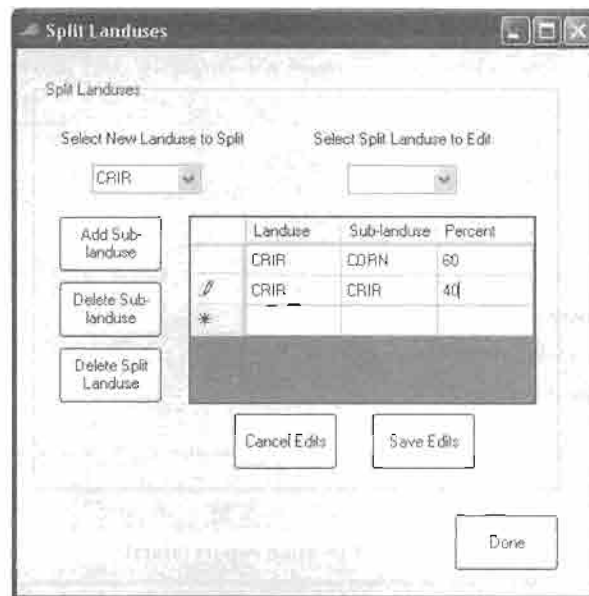 Split Landuses
Split Landuses
Select New Landuse to Split Select Split Landuse to Edit
CRIR
Add Sub-
landuse
Delete Sub-
landuse
Delete Split
Landuse
Landuse Sub-landuse Percent
CRIR CORN 60
CRIR CRIR 40
*
Cancel Edits Save Edits
Done